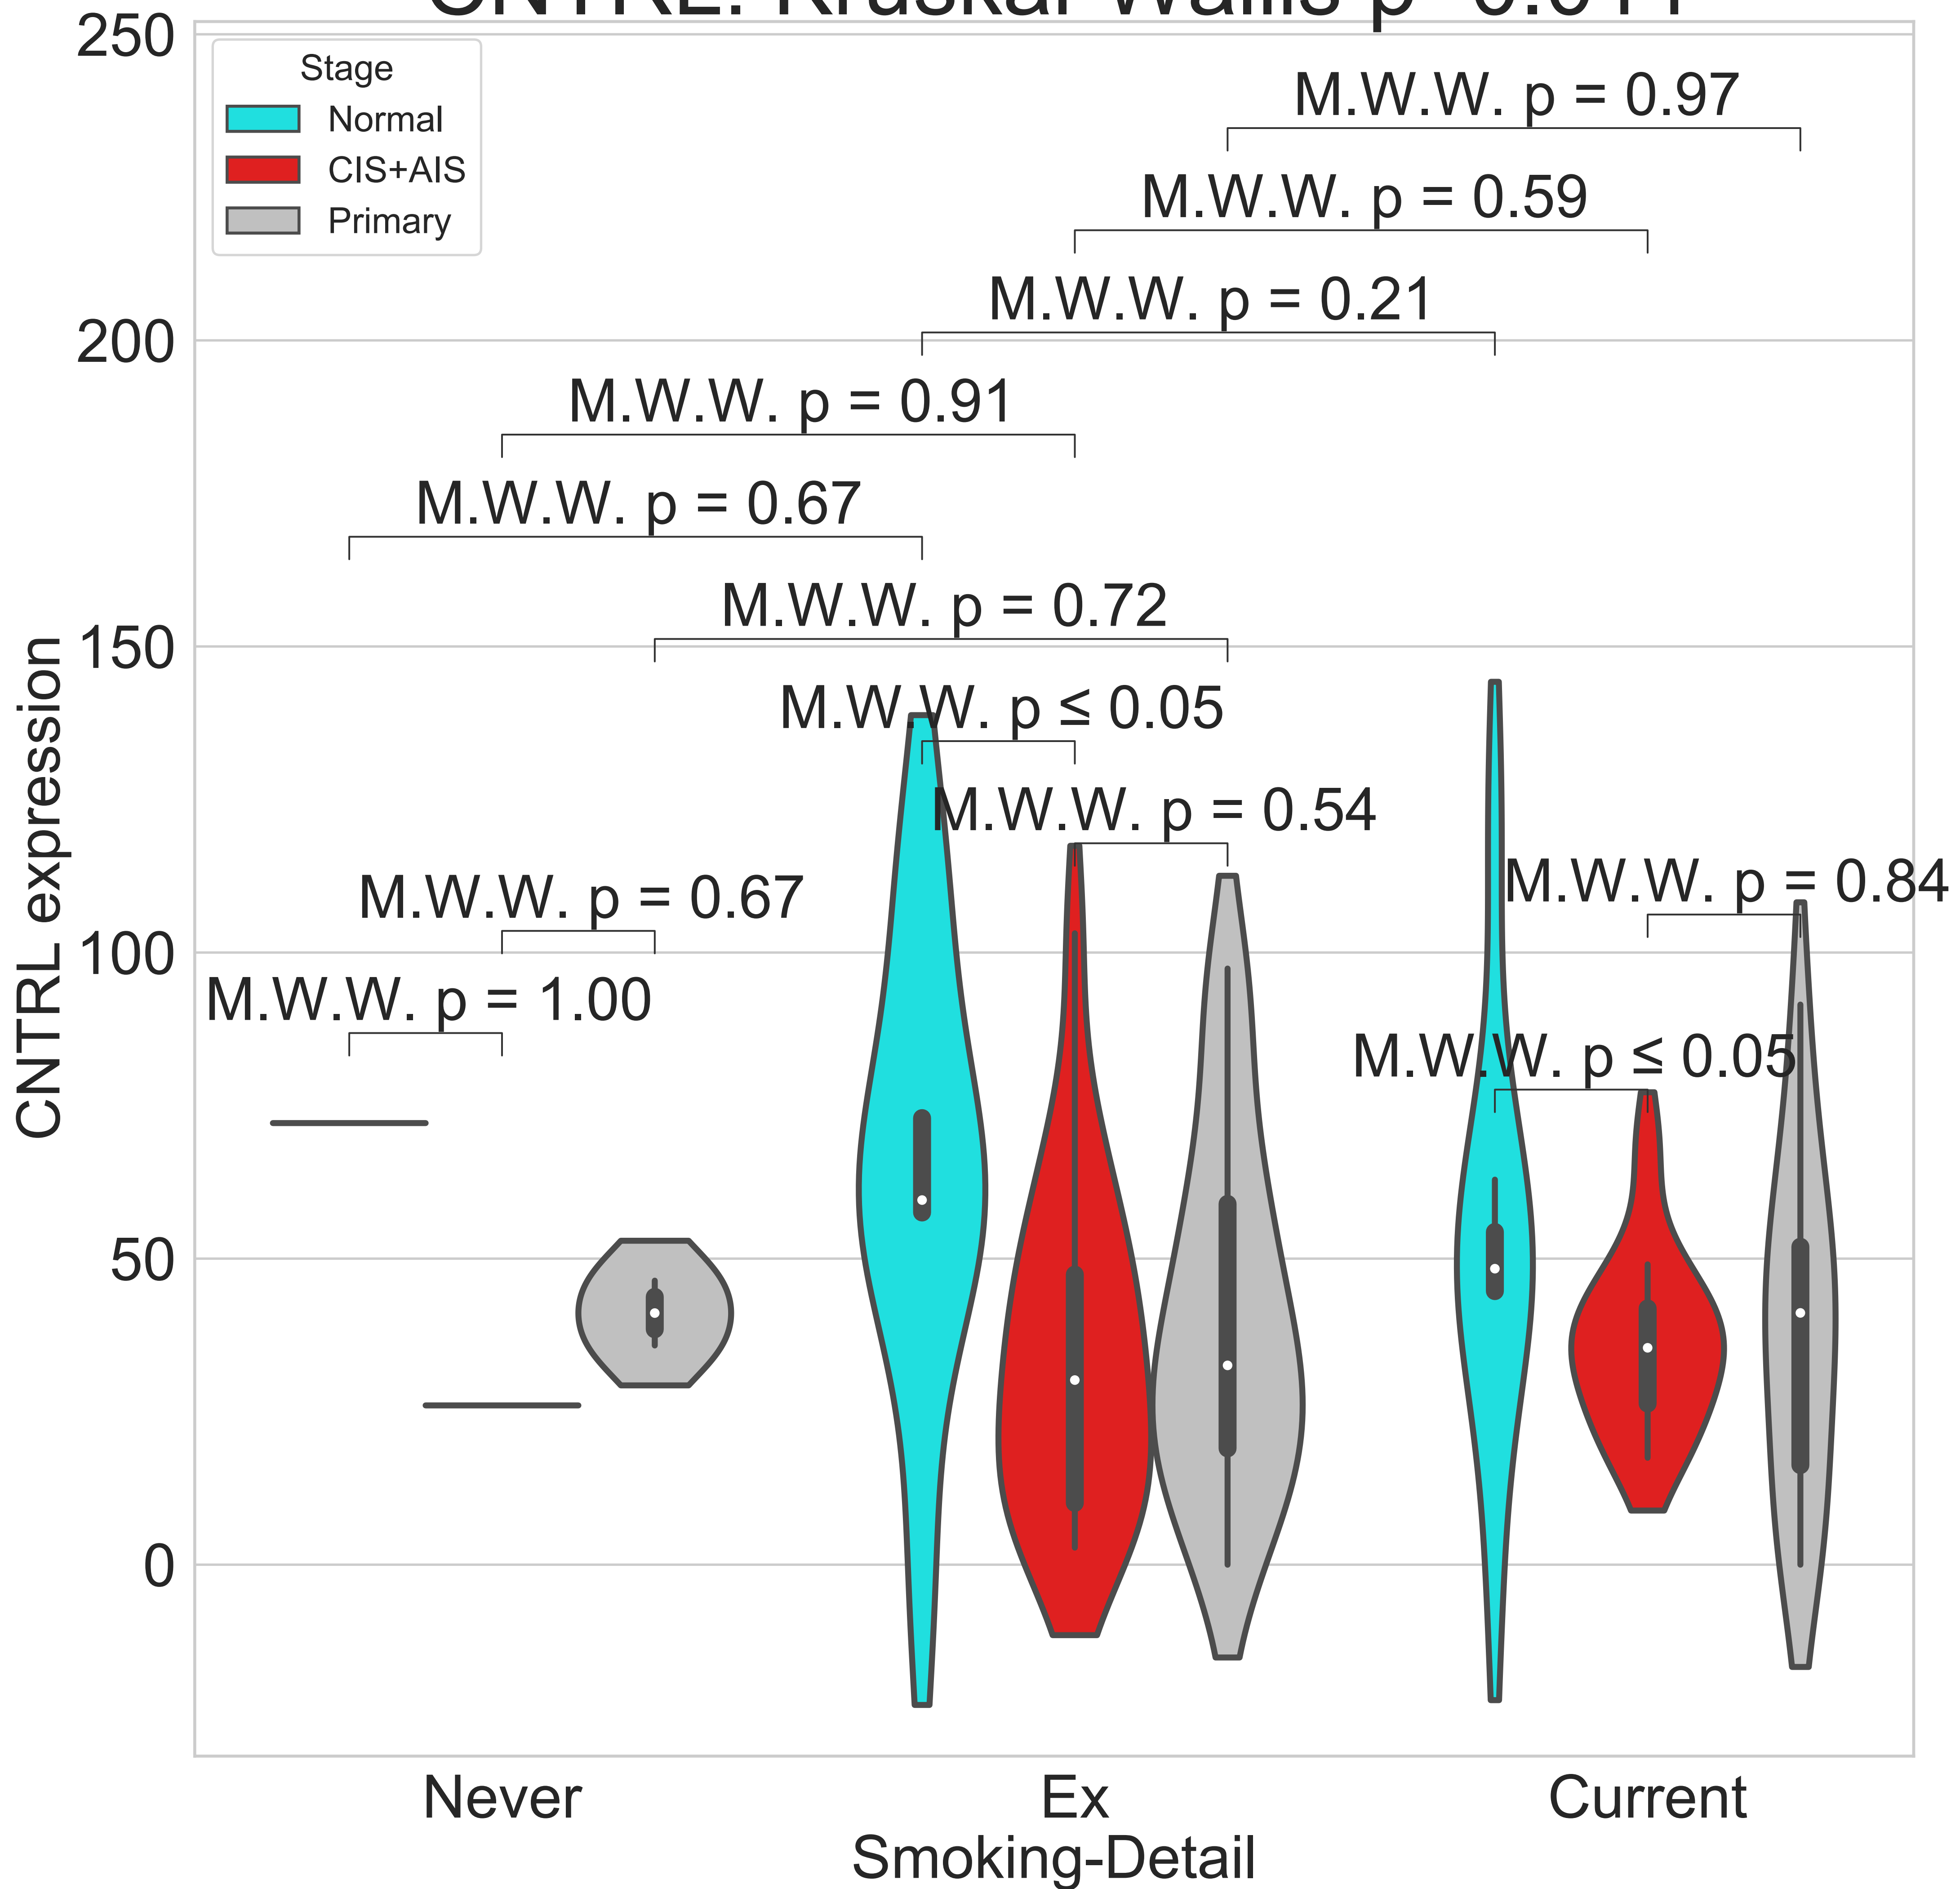 250
Stage
Normal
CIS+AIS
Primary
M.W.W. p = 0.97
M.W.W. p = 0.59
M.W.W. p = 0.21
200
M.W.W. p = 0.91
M.W.W. p = 0.67
M.W.W. p = 0.72
150
M.W.W. p ≤ 0.05
M.W.W. p = 0.54
M.W.W. p = 0.84
M.W.W. p = 0.67
100
M.W.W. p = 1.00
M.W.W. p ≤ 0.05
CNTRL expression
50
0
Never
Ex
Current
Smoking-Detail